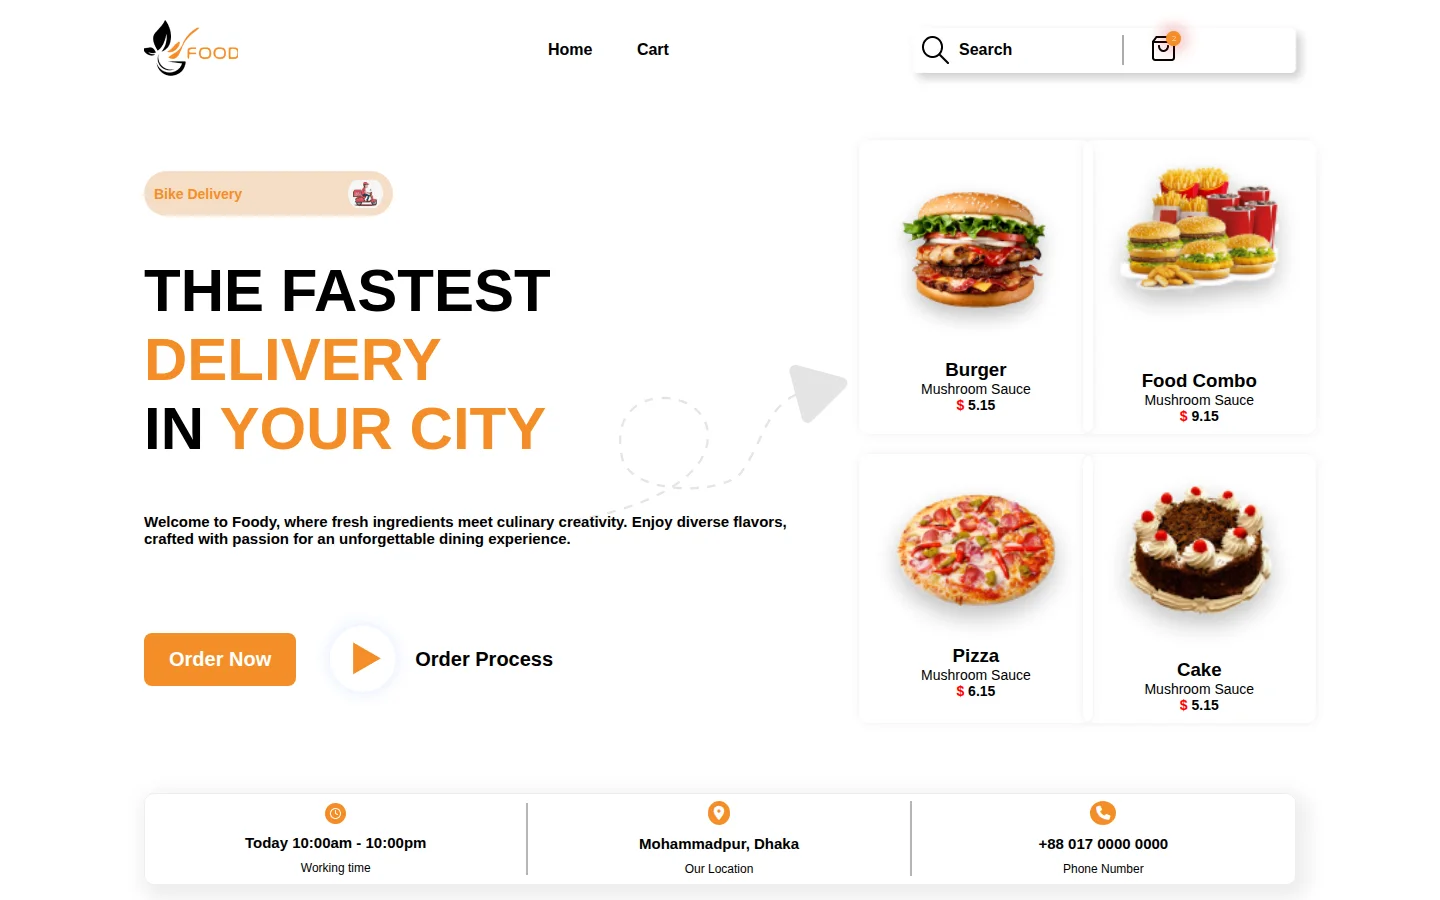 FOOD
Home
Cart
Search
Bike Delivery
THE FASTEST
DELIVERY
IN YOUR CITY
Welcome to Foody, where fresh ingredients meet culinary creativity. Enjoy diverse flavors,
crafted with passion for an unforgettable dining experience.
Order Now
Order Process
Burger
Mushroom Sauce
$ 5.15
Food Combo
Mushroom Sauce
$ 9.15
Pizza
Mushroom Sauce
$ 6.15
Cake
Mushroom Sauce
$ 5.15
Today 10:00am - 10:00pm
Working time
Mohammadpur, Dhaka
Our Location
+88 017 0000 0000
Phone Number